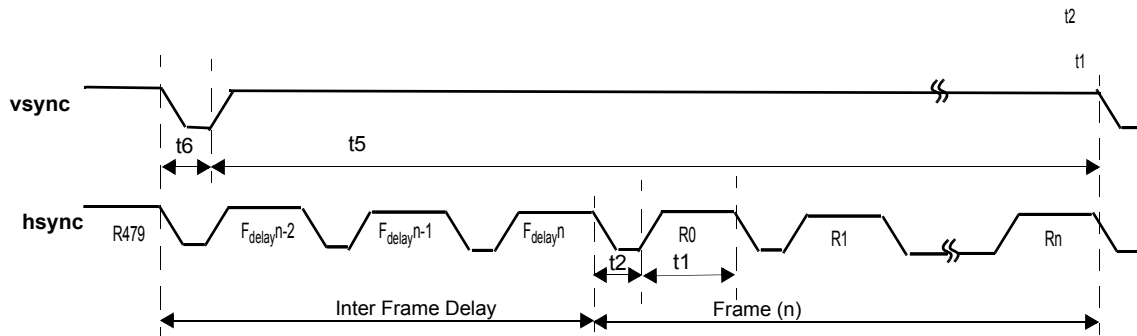 t2
t1
vsync
t6
t5
hsync
R479
Fdelayn-2
Fdelayn-1
Fdelayn
R0
R1
Rn
t2
t1
Inter Frame Delay
Frame (n)